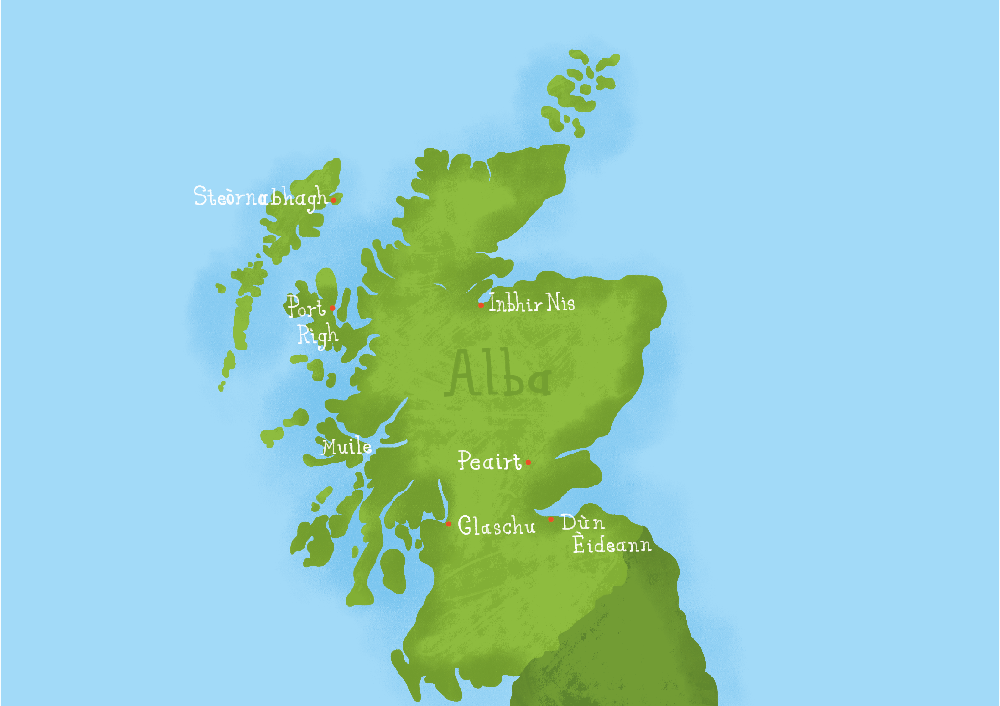 Steòrnabhagh
Port
Rìgh
Inbhir Nis
Alba
Muile
Peairt
Glaschu
Dùn
Èideann